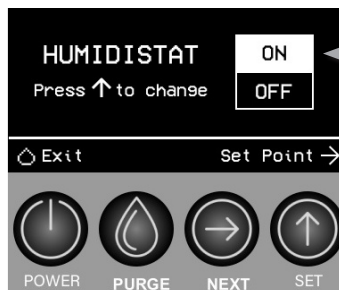 HUMIDISTAT
Press ↑ to change
ON
OFF
Exit
Set Point →
POWER
PURGE
NEXT
SET